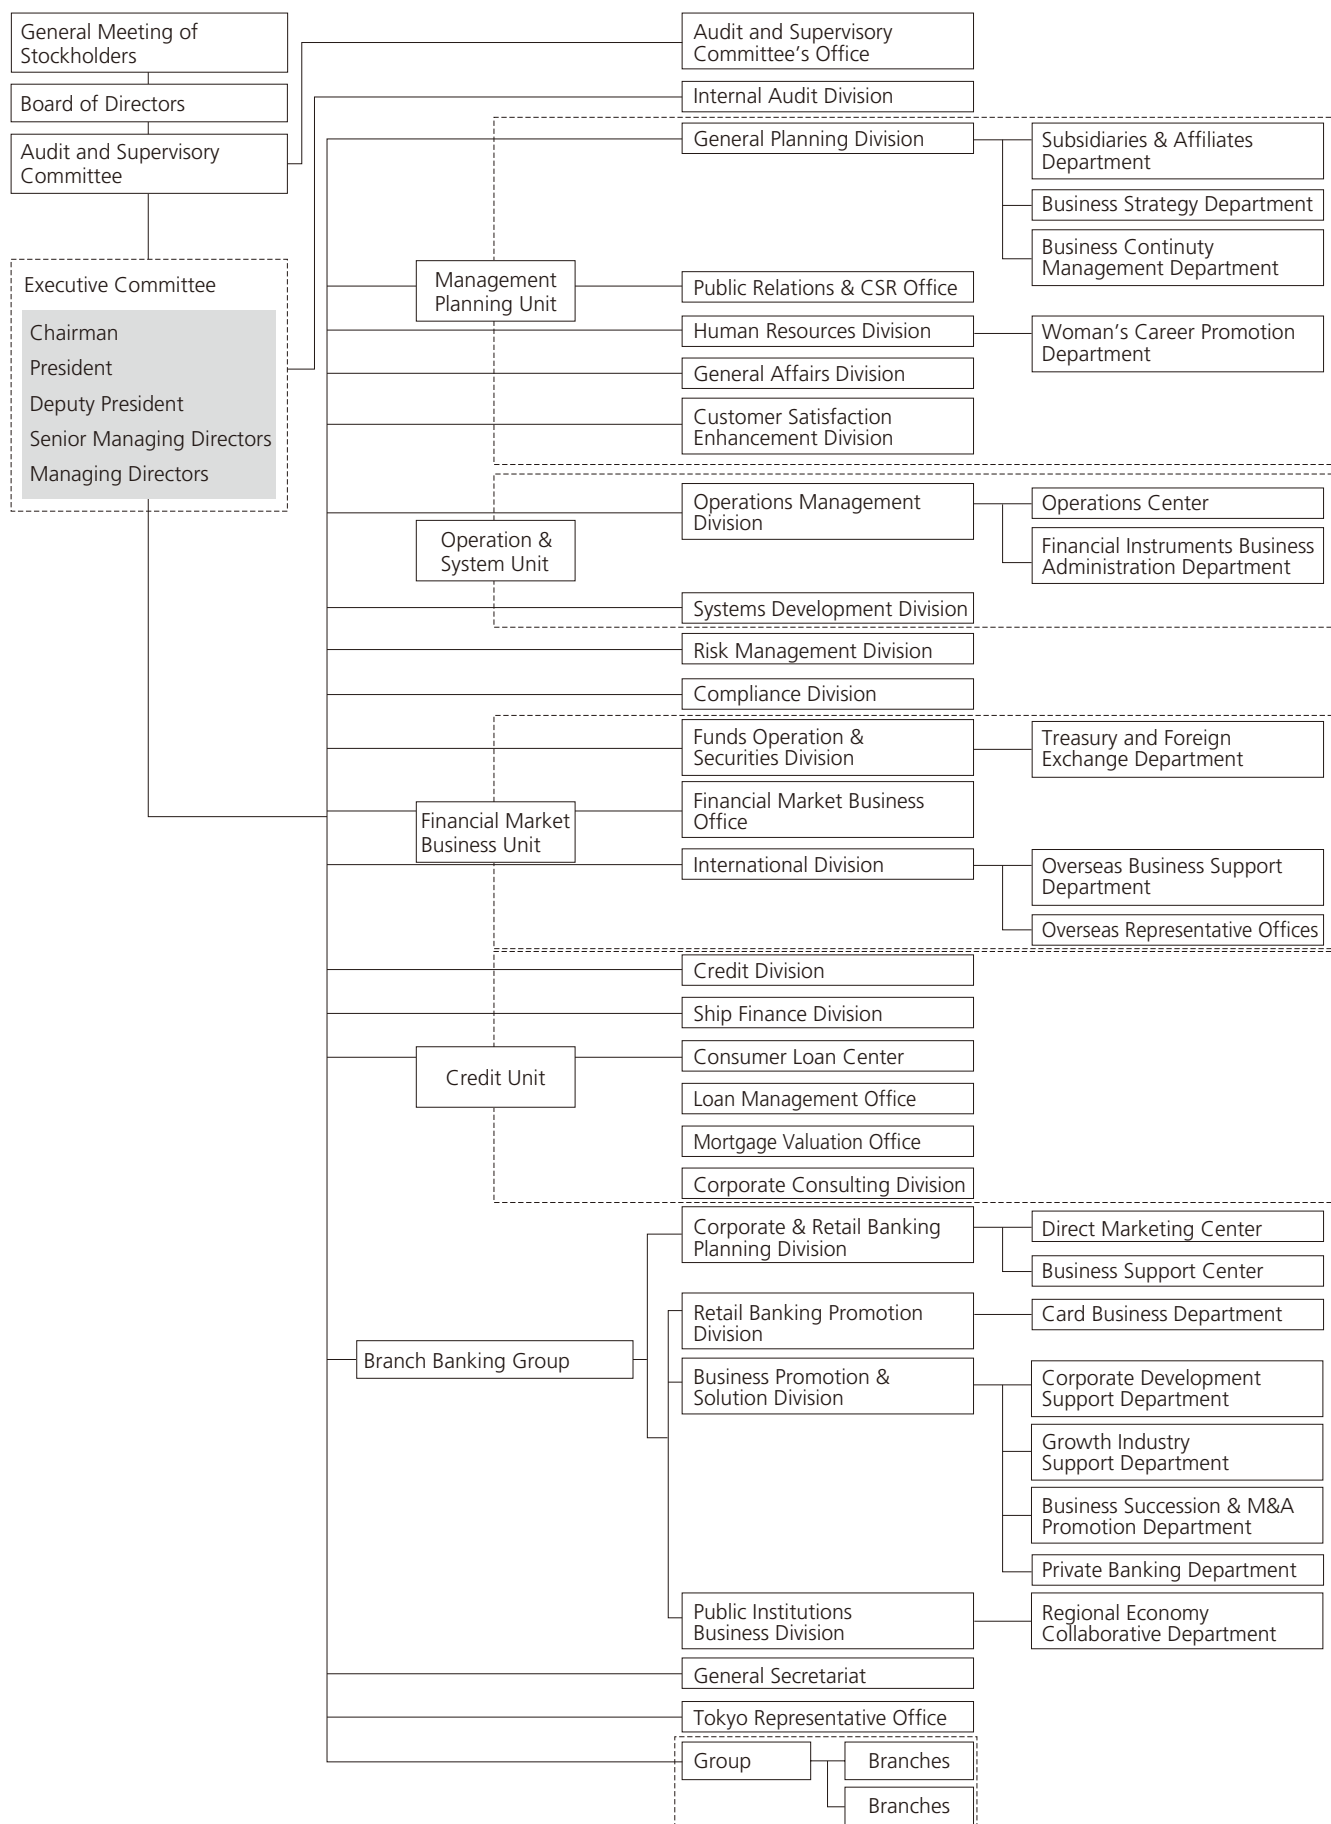 General Meeting of
Stockholders
Board of Directors
Audit and Supervisory
Committee
Executive Committee
Chairman
President
Deputy President
Senior Managing Directors
Managing Directors
Audit and Supervisory
Committee's Office
Internal Audit Division
Management
Planning Unit
General Planning Division
Subsidiaries & Affiliates
Department
Business Strategy Department
Business Continuty
Management Department
Public Relations & CSR Office
Human Resources Division
Woman's Career Promotion
Department
General Affairs Division
Customer Satisfaction
Enhancement Division
Operation &
System Unit
Operations Management
Division
Operations Center
Financial Instruments Business
Administration Department
Systems Development Division
Risk Management Division
Compliance Division
Financial Market
Business Unit
Funds Operation &
Securities Division
Treasury and Foreign
Exchange Department
Financial Market Business
Office
International Division
Overseas Business Support
Department
Overseas Representative Offices
Credit Unit
Credit Division
Ship Finance Division
Consumer Loan Center
Loan Management Office
Mortgage Valuation Office
Corporate Consulting Division
Branch Banking Group
Corporate & Retail Banking
Planning Division
Direct Marketing Center
Business Support Center
Retail Banking Promotion
Division
Card Business Department
Business Promotion &
Solution Division
Corporate Development
Support Department
Growth Industry
Support Department
Business Succession & M&A
Promotion Department
Private Banking Department
Public Institutions
Business Division
Regional Economy
Collaborative Department
General Secretariat
Tokyo Representative Office
Group
Branches
Branches